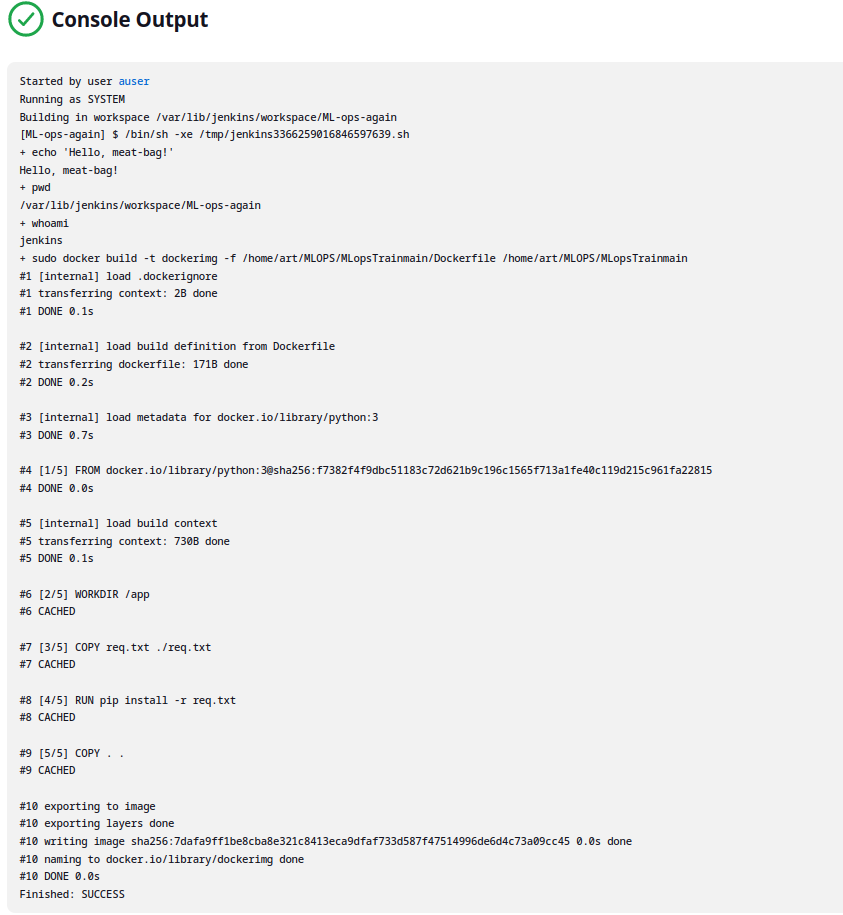 Console Output
Started by user auser
Running as SYSTEM
Building in workspace /var/lib/jenkins/workspace/ML-ops-again
[ML-ops-again] $ /bin/sh -xe /tmp/jenkins3366259016846597639.sh
+ echo 'Hello, meat-bag!'
Hello, meat-bag!
+ pwd
/var/lib/jenkins/workspace/ML-ops-again
+ whoami
jenkins
+ sudo docker build -t dockerimg -f /home/art/MLOPS/MLopsTrainmain/Dockerfile /home/art/MLOPS/MLopsTrainmain
#1 [internal] load .dockerignore
#1 transferring context: 2B done
#1 DONE 0.1s

#2 [internal] load build definition from Dockerfile
#2 transferring dockerfile: 171B done
#2 DONE 0.2s

#3 [internal] load metadata for docker.io/library/python:3
#3 DONE 0.7s

#4 [1/5] FROM docker.io/library/python:3@sha256:f7382f4f9dbc51183c72d621b9c196c1565f713a1fe40c119d215c961fa22815
#4 DONE 0.0s

#5 [internal] load build context
#5 transferring context: 730B done
#5 DONE 0.1s

#6 [2/5] WORKDIR /app
#6 CACHED

#7 [3/5] COPY req.txt ./req.txt
#7 CACHED

#8 [4/5] RUN pip install -r req.txt
#8 CACHED

#9 [5/5] COPY . .
#9 CACHED

#10 exporting to image
#10 exporting layers done
#10 writing image sha256:7dafa9ff1be8cba8e321c8413eca9dfaf733d587f47514996de6d4c73a09cc45 0.0s done
#10 naming to docker.io/library/dockerimg done
#10 DONE 0.0s
Finished: SUCCESS